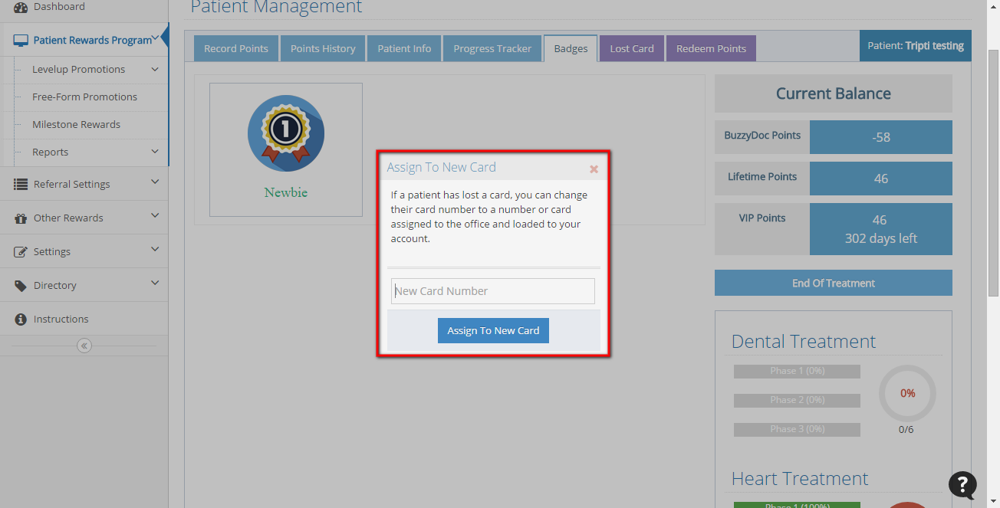 Dashboard
Patient Rewards Program
Levelup Promotions
Free-Form Promotions
Milestone Rewards
Reports
Referral Settings
Other Rewards
Settings
Directory
Instructions
Patient Management
Record Points
Points History
Patient Info
Progress Tracker
Badges
Lost Card
Redeem Points
Patient: Tripti testing
1
Newbie
Assign To New Card
If a patient has lost a card, you can change
their card number to a number or card
assigned to the office and loaded to your
account.
New Card Number
Assign To New Card
Current Balance
BuzzyDoc Points
-58
Lifetime Points
46
VIP Points
46
302 days left
End Of Treatment
Dental Treatment
Phase 1 (0%)
Phase 2 (0%)
Phase 3 (0%)
0%
0/6
Heart Treatment
Phase 1 (100%)
?